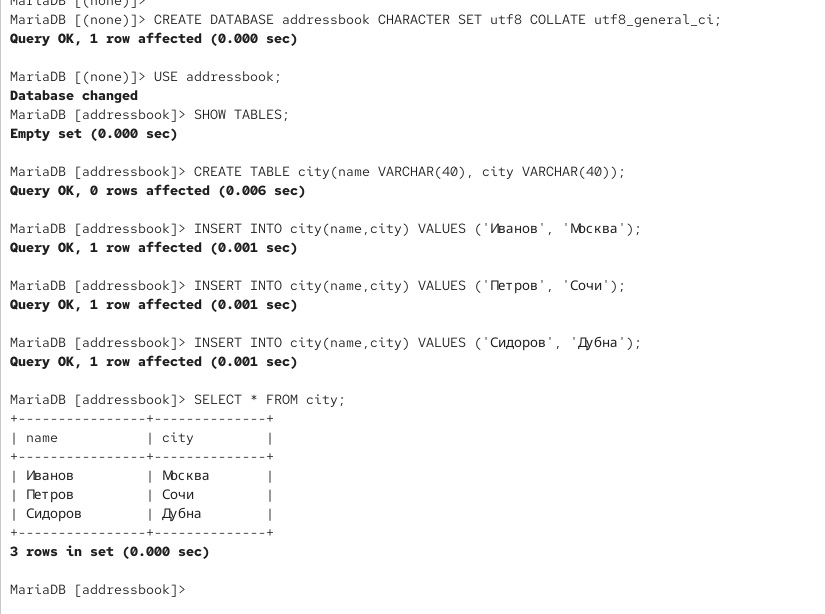 MariaDB [(none)]>
MariaDB [(none)]> CREATE DATABASE addressbook CHARACTER SET utf8 COLLATE utf8_general_ci;
Query OK, 1 row affected (0.000 sec)
MariaDB [(none)]> USE addressbook;
Database changed
MariaDB [addressbook]> SHOW TABLES;
Empty set (0.000 sec)
MariaDB [addressbook]> CREATE TABLE city(name VARCHAR(40), city VARCHAR(40));
Query OK, 0 rows affected (0.006 sec)
MariaDB [addressbook]> INSERT INTO city(name,city) VALUES ('Иванов', 'Москва');
Query OK, 1 row affected (0.001 sec)
MariaDB [addressbook]> INSERT INTO city(name,city) VALUES ('Петров', 'Сочи');
Query OK, 1 row affected (0.001 sec)
MariaDB [addressbook]> INSERT INTO city(name,city) VALUES ('Сидоров', 'Дубна');
Query OK, 1 row affected (0.001 sec)
MariaDB [addressbook]> SELECT * FROM city;
+----------------+--------------+
| name           | city         |
+----------------+--------------+
| Иванов         | Москва       |
| Петров         | Сочи         |
| Сидоров        | Дубна        |
+----------------+--------------+
3 rows in set (0.000 sec)
MariaDB [addressbook]>